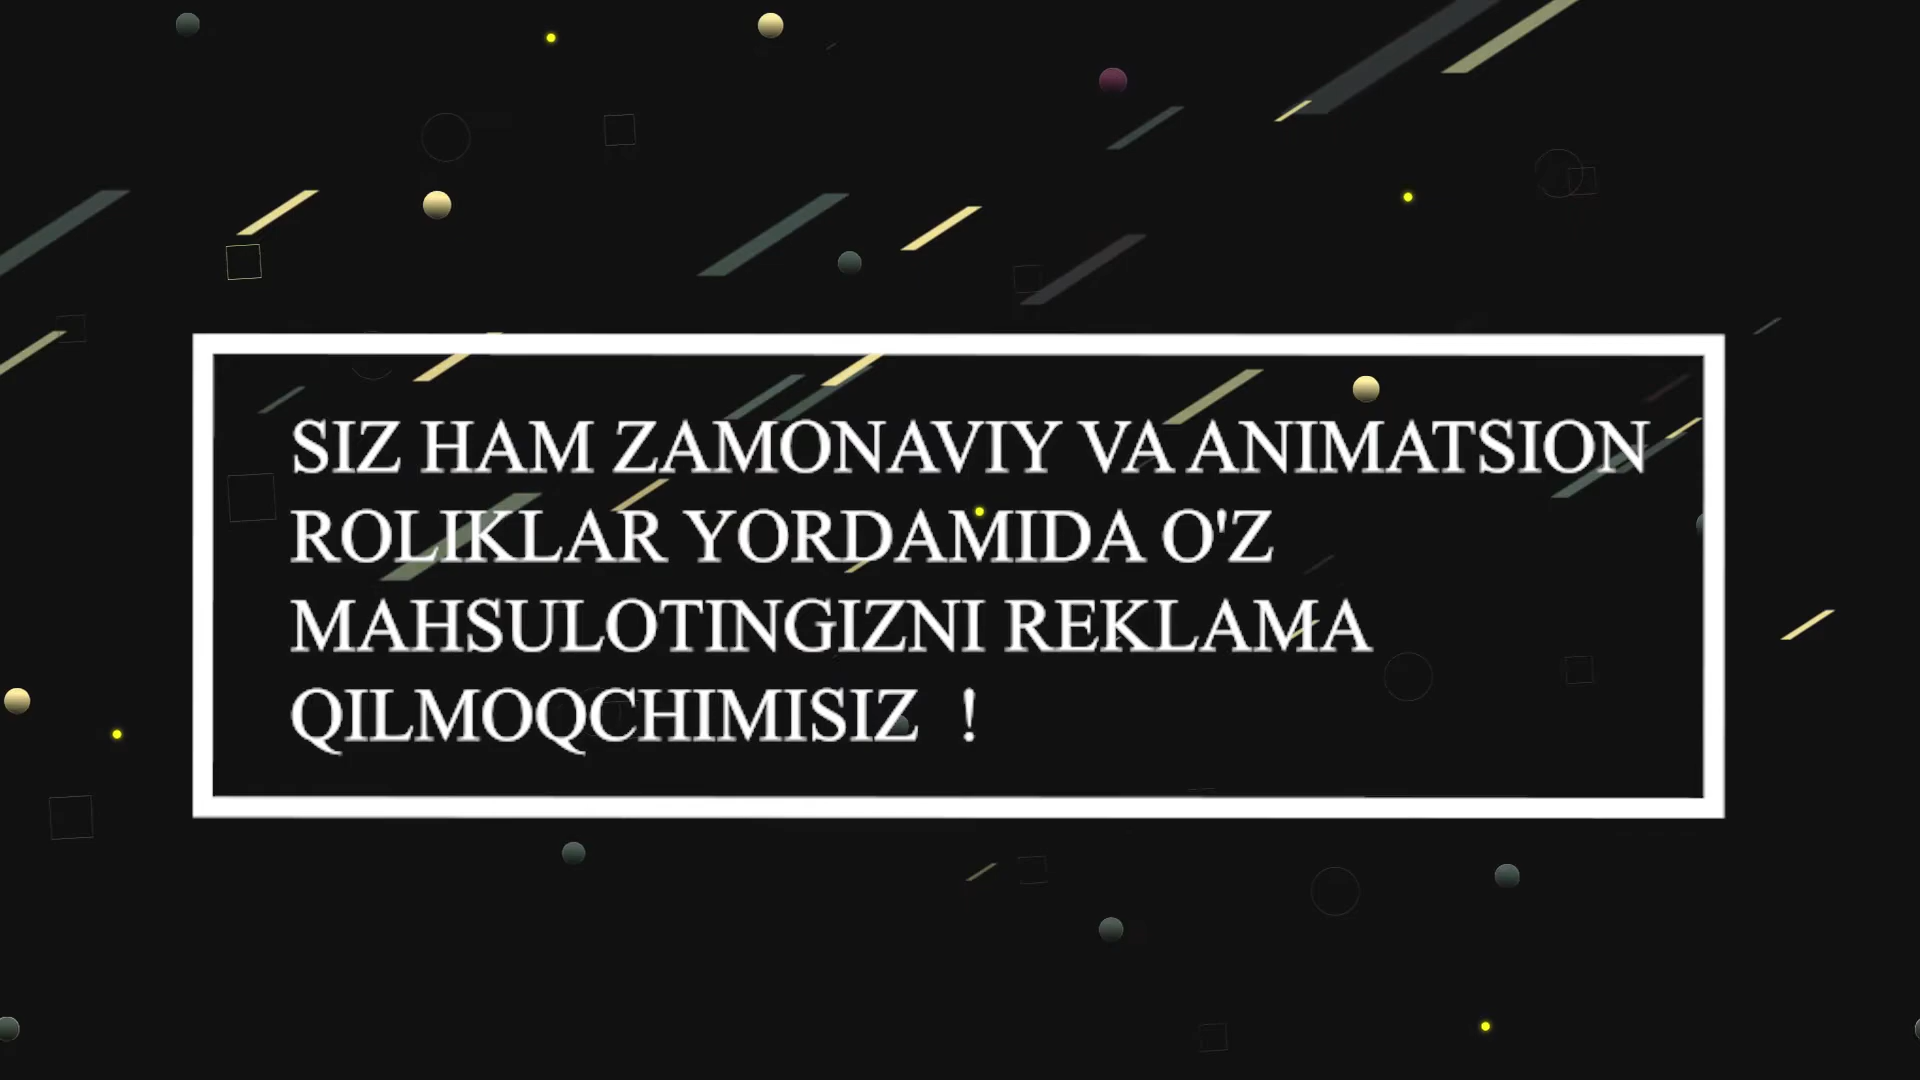 SIZ HAM ZAMONAVIY VA ANIMATSION
ROLIKLAR YORDAMIDA O'Z
MAHSULOTINGIZNI REKLAMA
QILMOQCHIMISIZ !